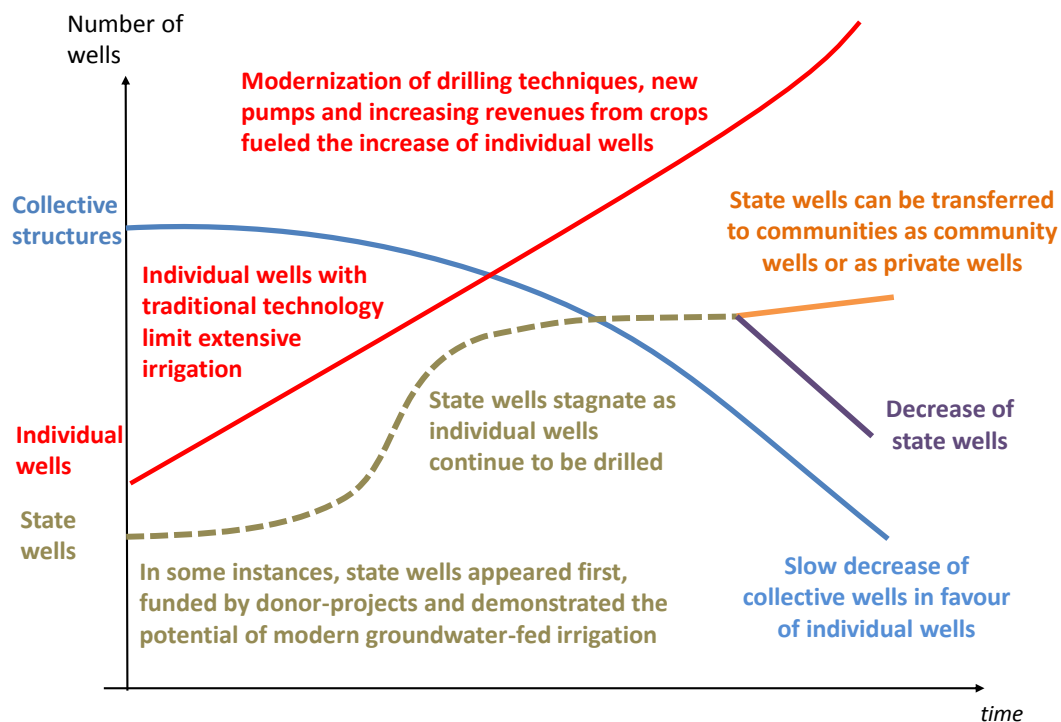 Number of
wells
Modernization of drilling techniques, new
pumps and increasing revenues from crops
fueled the increase of individual wells
Collective
structures
State wells can be transferred
to communities as community
wells or as private wells
Individual wells with
traditional technology
limit extensive
irrigation
State wells stagnate as
individual wells
continue to be drilled
Decrease of
state wells
Individual
wells
State
wells
In some instances, state wells appeared first,
funded by donor-projects and demonstrated the
potential of modern groundwater-fed irrigation
Slow decrease of
collective wells in favour
of individual wells
time